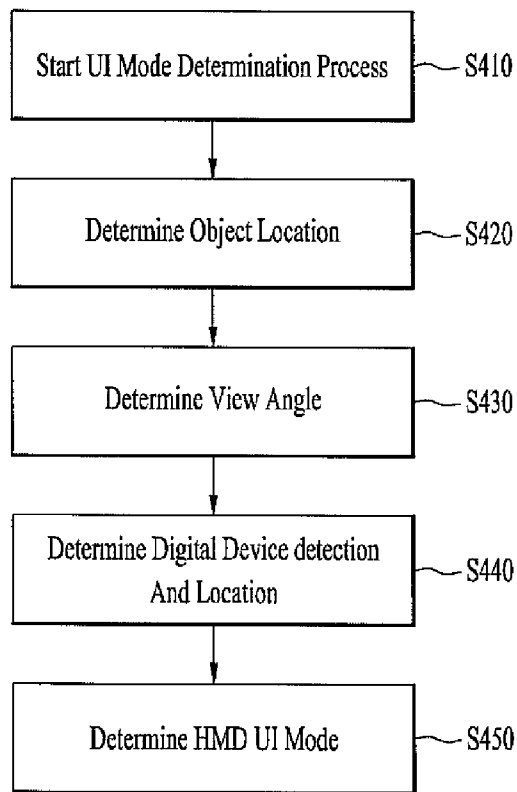 Start UI Mode Determination Process
S410
Determine Object Location
S420
Determine View Angle
S430
Determine Digital Device detection
And Location
S440
Determine HMD UI Mode
S450